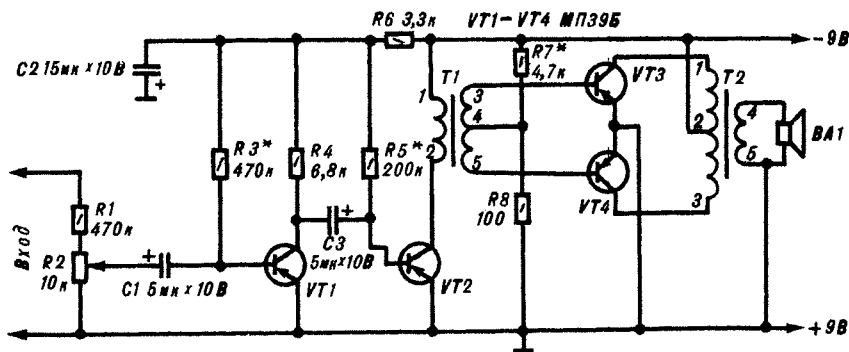 R6 3,3к
VT1-VT4 МП39Б
-9В
C2 15мк × 10В
+
R7*
4,7к
T1
VT3
T2
1
1
3
4
2
4
5
BA1
R3*
470к
R4
6,8к
R5*
200к
2
5
VT4
3
R1
470к
R8
100
C3
5мк × 10В
+
Вход
R2
10к
+
C1 5мк × 10В
VT1
VT2
+9В